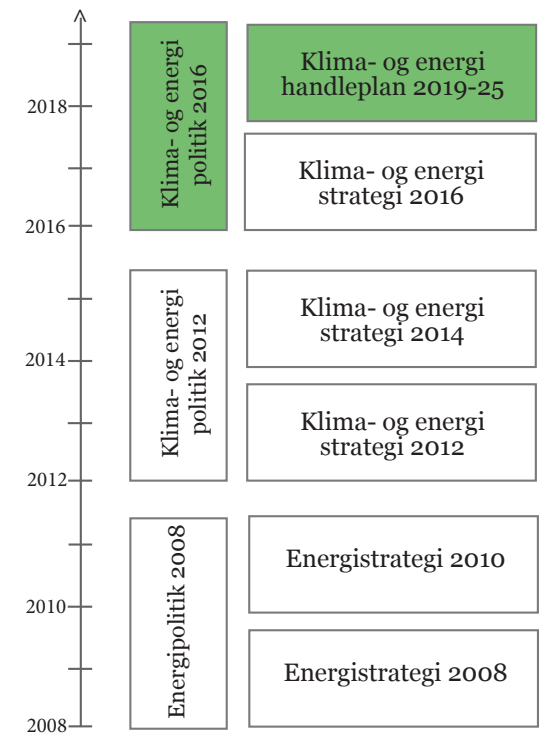 2018
2016
2014
2012
2010
2008
Klima- og energi
politik 2016
Klima- og energi
handleplan 2019-25
Klima- og energi
strategi 2016
Klima- og energi
politik 2012
Klima- og energi
strategi 2014
Klima- og energi
strategi 2012
Energipolitik 2008
Energistrategi 2010
Energistrategi 2008